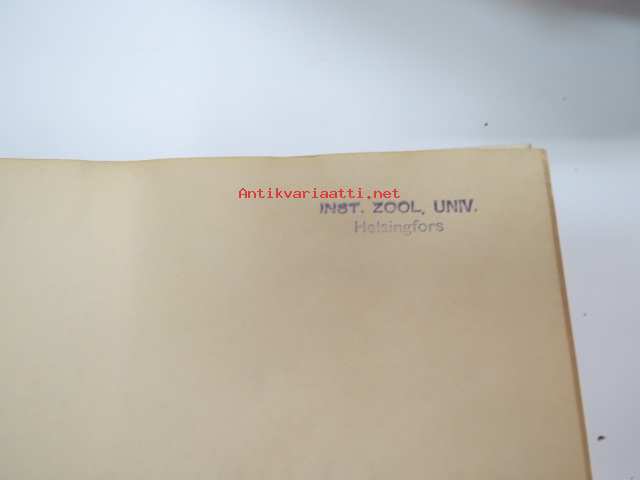 Antikvariaatti.net
INST. ZOOL, UNIV.
Helsingfors